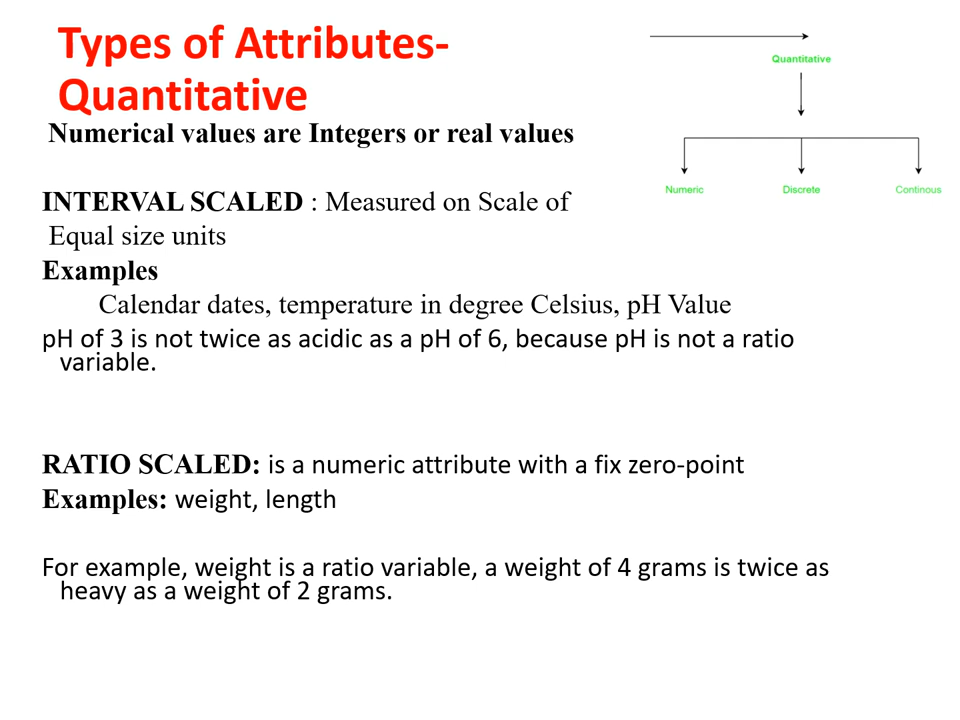 Types of Attributes-
Quantitative
Numerical values are Integers or real values
Quantitative
Numeric
Discrete
Continous
INTERVAL SCALED : Measured on Scale of
Equal size units
Examples
Calendar dates, temperature in degree Celsius, pH Value
pH of 3 is not twice as acidic as a pH of 6, because pH is not a ratio
variable.
RATIO SCALED: is a numeric attribute with a fix zero-point
Examples: weight, length
For example, weight is a ratio variable, a weight of 4 grams is twice as
heavy as a weight of 2 grams.